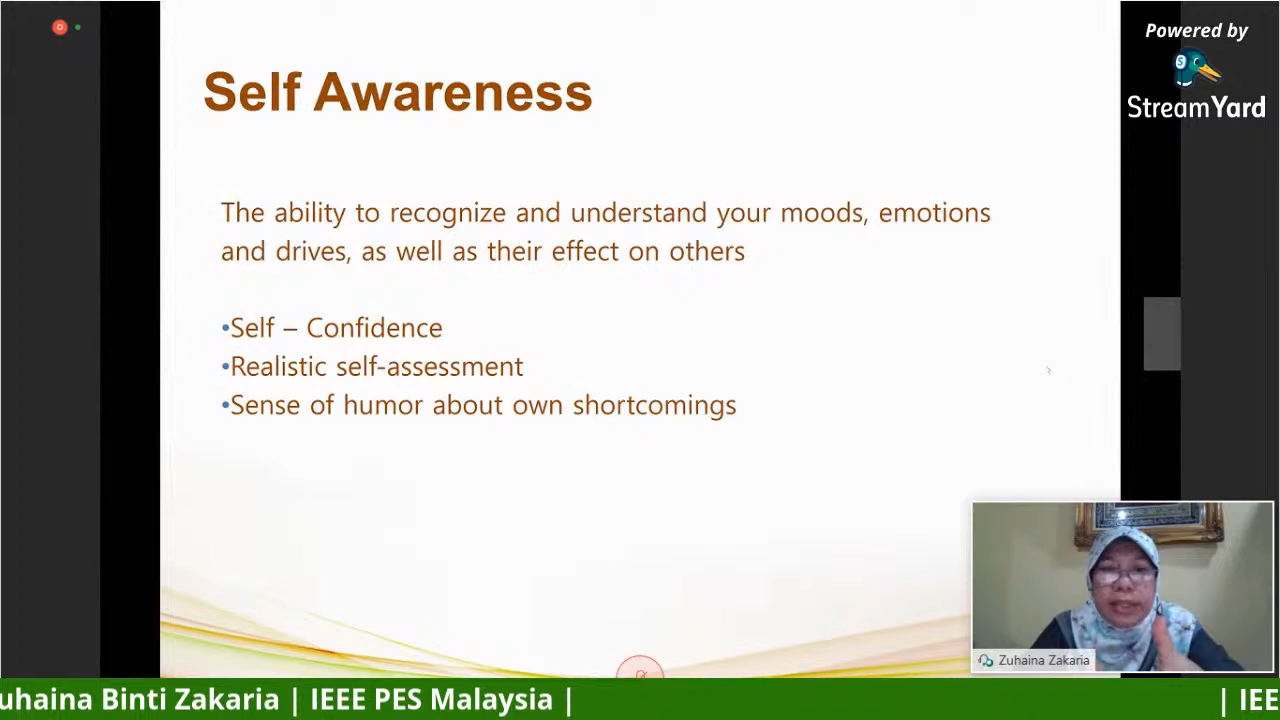 Powered by
StreamYard
Self Awareness
The ability to recognize and understand your moods, emotions
and drives, as well as their effect on others
•Self – Confidence
•Realistic self-assessment
•Sense of humor about own shortcomings
Zuhaina Zakaria
uhaina Binti Zakaria | IEEE PES Malaysia | | IEE